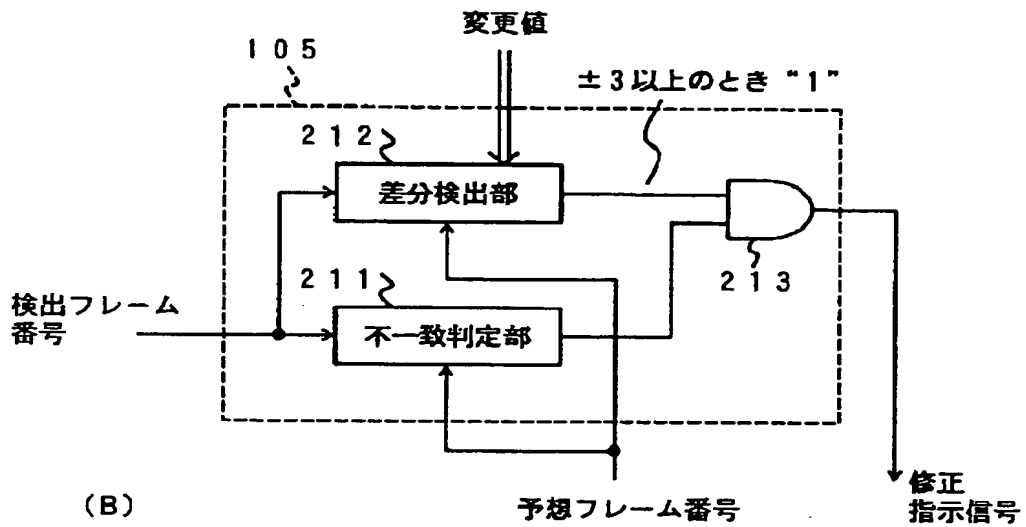 変更値
105
±3以上のとき“1”
212
差分検出部
213
211
検出フレーム
番号
不一致判定部
修正
指示信号
予想フレーム番号
(B)